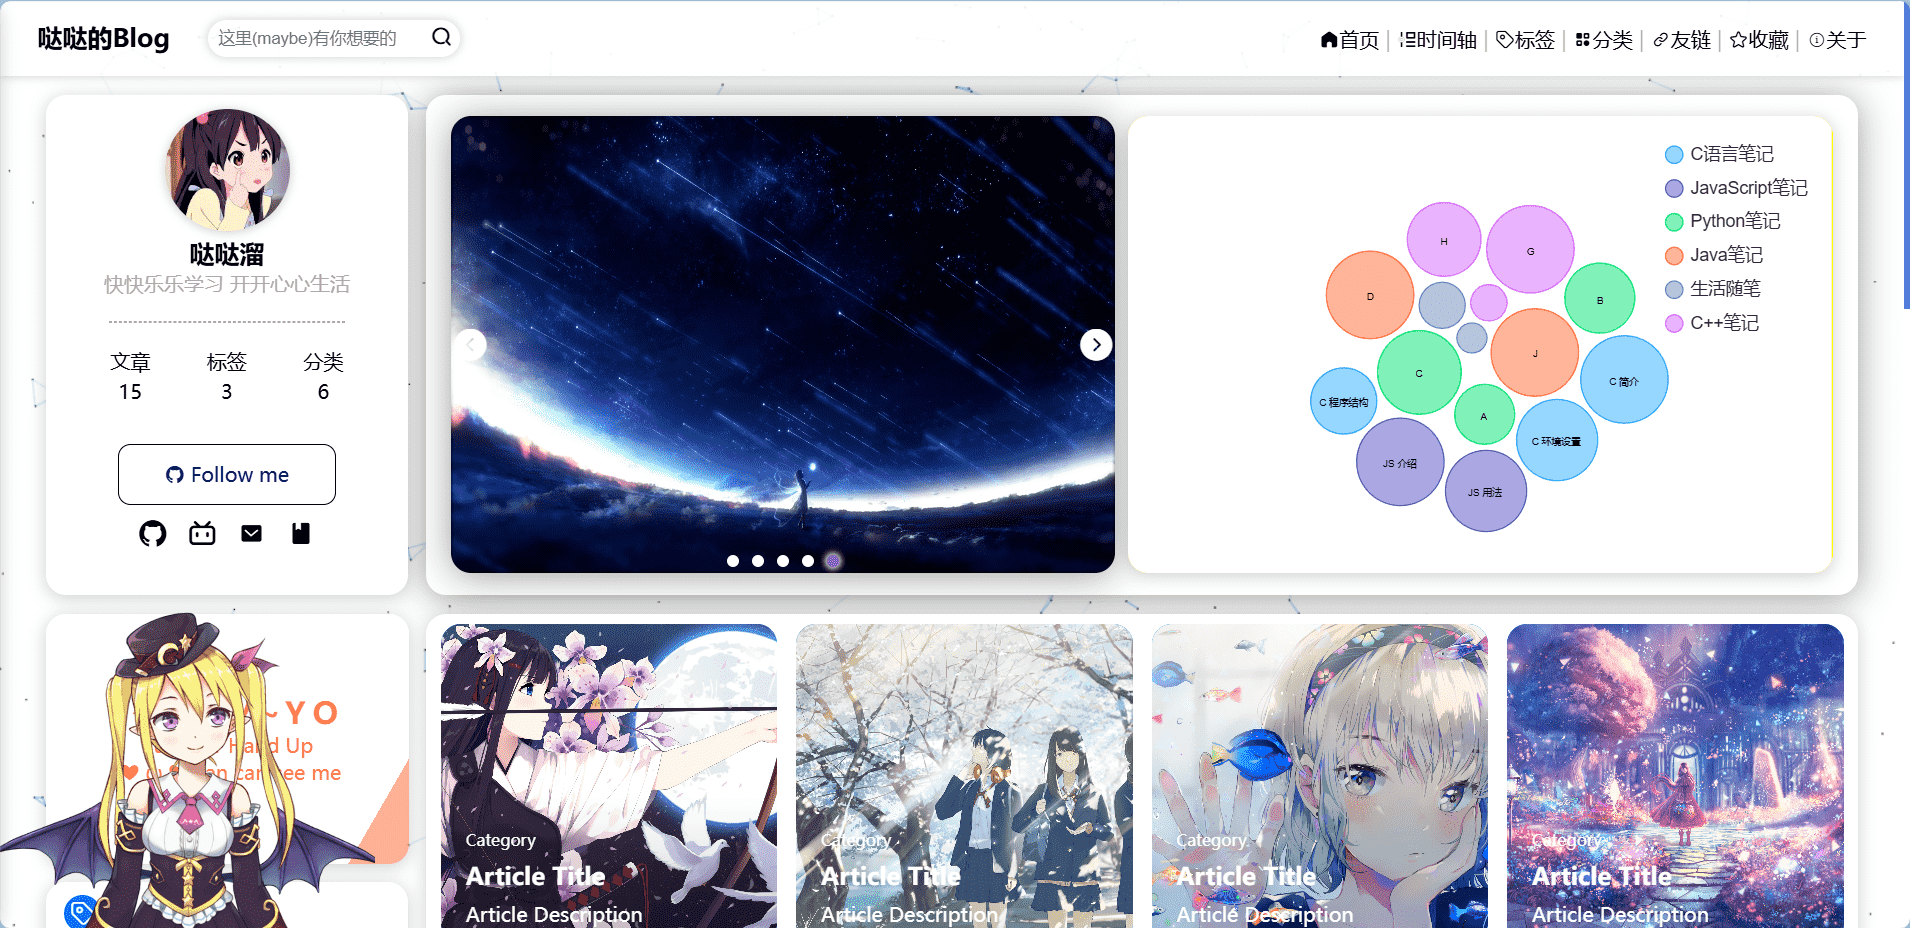 哒哒的Blog
这里(maybe)有你想要的
首页 | 时间轴 | 标签 | 分类 | 友链 | 收藏 | 关于
哒哒溜
快快乐乐学习 开开心心生活
文章 标签 分类
15 3 6
Follow me
C语言笔记
JavaScript笔记
Python笔记
Java笔记
生活随笔
C++笔记
H
G
D
B
J
C
C 简介
C 程序结构
A
C 环境设置
JS 介绍
JS 用法
~YO
Hand Up
can see me
Category
Article Title
Article Description
Category
Article Title
Article Description
Category
Article Title
Article Description
Category
Article Title
Article Description